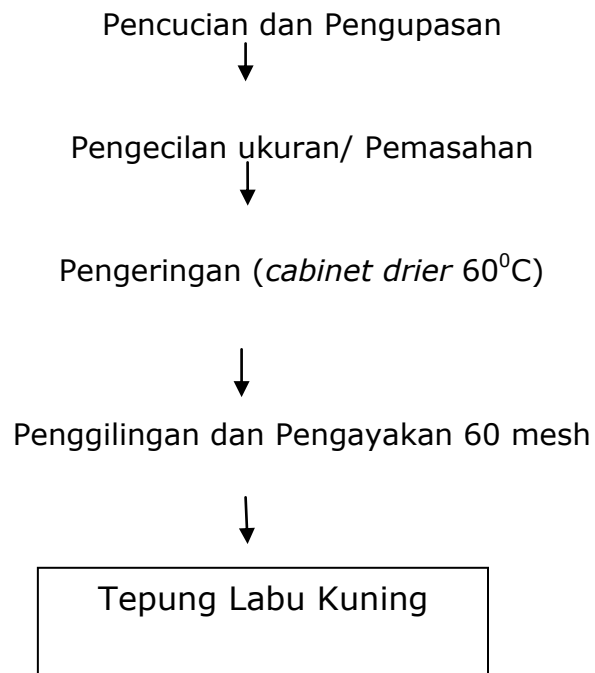 Pencucian dan Pengupasan
Pengecilan ukuran/ Pemasahan
Pengeringan (cabinet drier 60⁰C)
Penggilingan dan Pengayakan 60 mesh
Tepung Labu Kuning